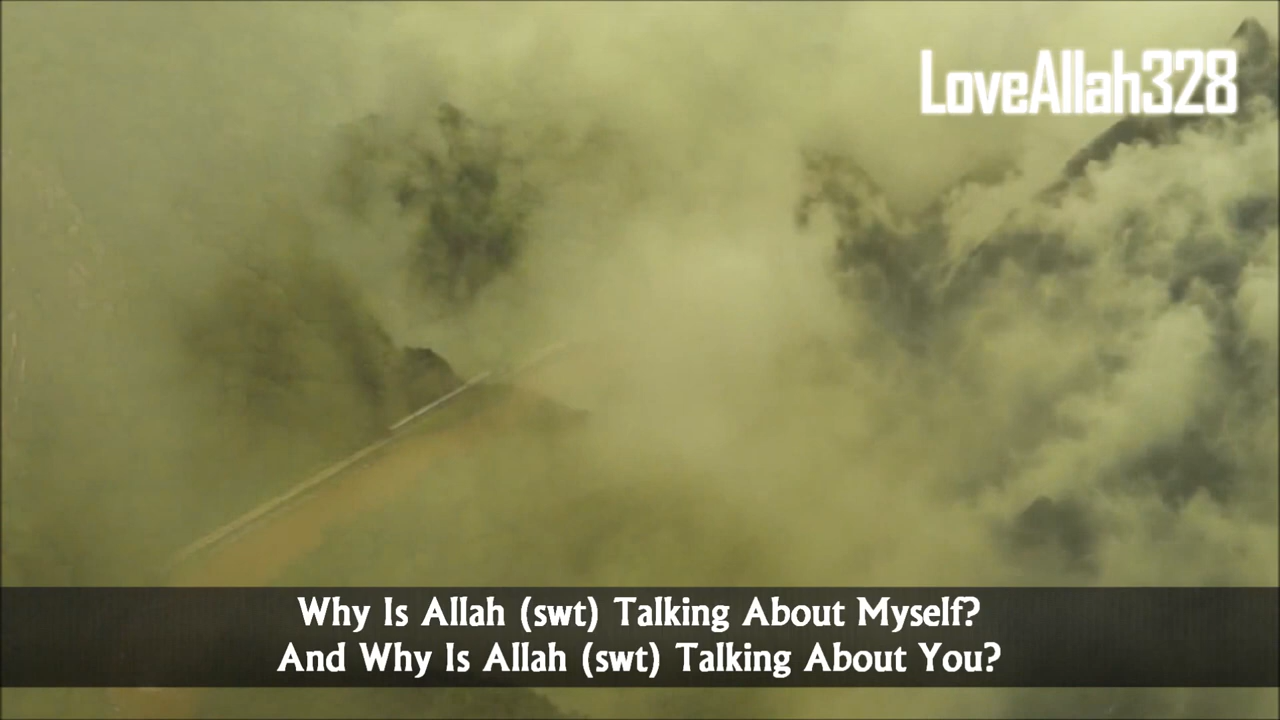 LoveAllah328
Why Is Allah (swt) Talking About Myself?
And Why Is Allah (swt) Talking About You?